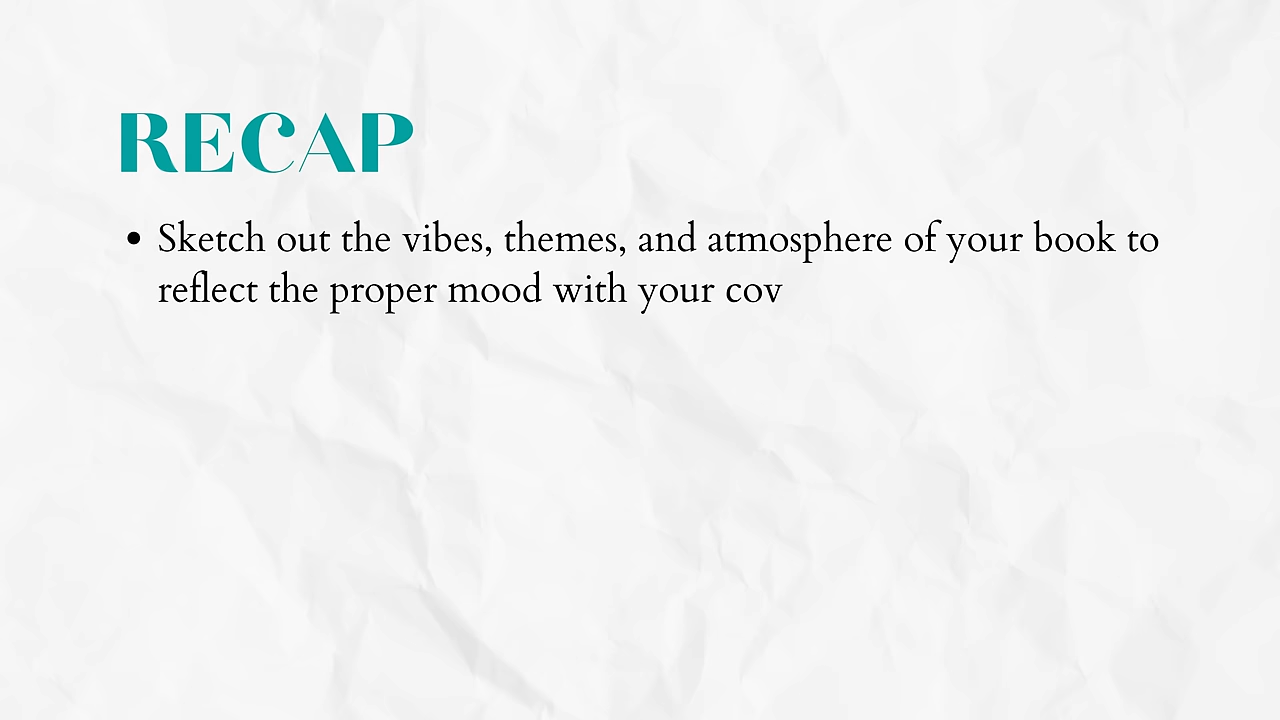 RECAP
• Sketch out the vibes, themes, and atmosphere of your book to
reflect the proper mood with your cov